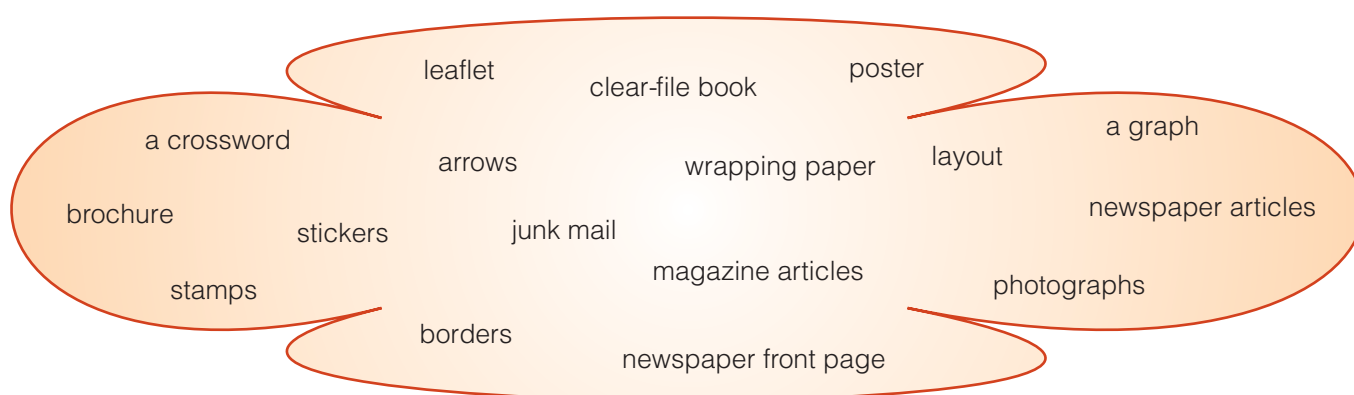 leaflet
clear-file book
poster
a crossword
arrows
wrapping paper
layout
a graph
brochure
stickers
junk mail
newspaper articles
stamps
magazine articles
photographs
borders
newspaper front page